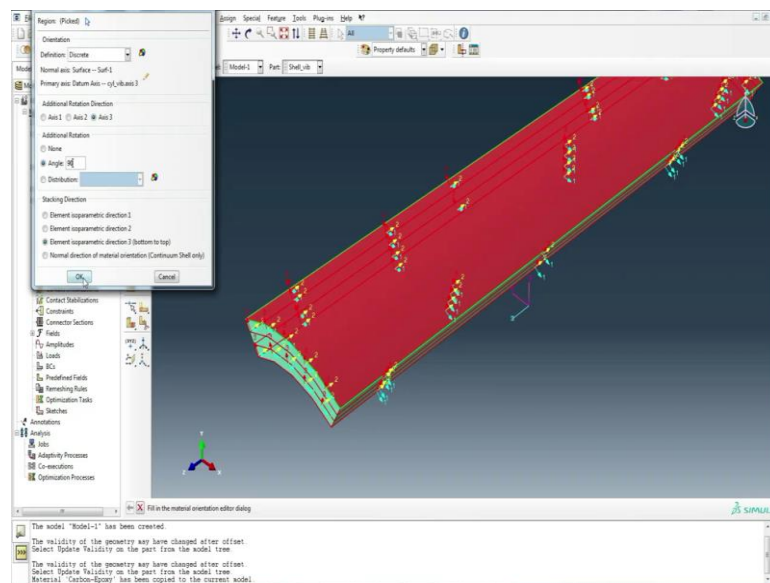 Region: (Picked)
Assign Special Feature Tools Plug-ins Help
Orientation
All
Definition: Discrete
Property defaults
Normal axis: Surface -- Surf-1
Model-1 Part: Shell_vib
Primary axis: Datum Axis -- cyl_vib.axis 3
Additional Rotation Direction
Axis 1 Axis 2 Axis 3
Additional Rotation
None
Angle: 90
Distribution:
Stacking Direction
Element isoparametric direction 1
Element isoparametric direction 2
Element isoparametric direction 3 (bottom to top)
Normal direction of material orientation (Continuum Shell only)
OK Cancel
Contact Stabilizations
Constraints
Connector Sections
Fields
Amplitudes
Loads
BCs
Predefined Fields
Remeshing Rules
Optimization Tasks
Sketches
Annotations
Analysis
Jobs
Adaptivity Processes
Co-executions
Optimization Processes
Fill in the material orientation editor dialog
SIMUL
The model "Model-1" has been created.
The validity of the geometry may have changed after offset.
Select Update Validity on the part from the model tree.
The validity of the geometry may have changed after offset.
Select Update Validity on the part from the model tree.
Material 'Carbon-Epoxy' has been copied to the current model.